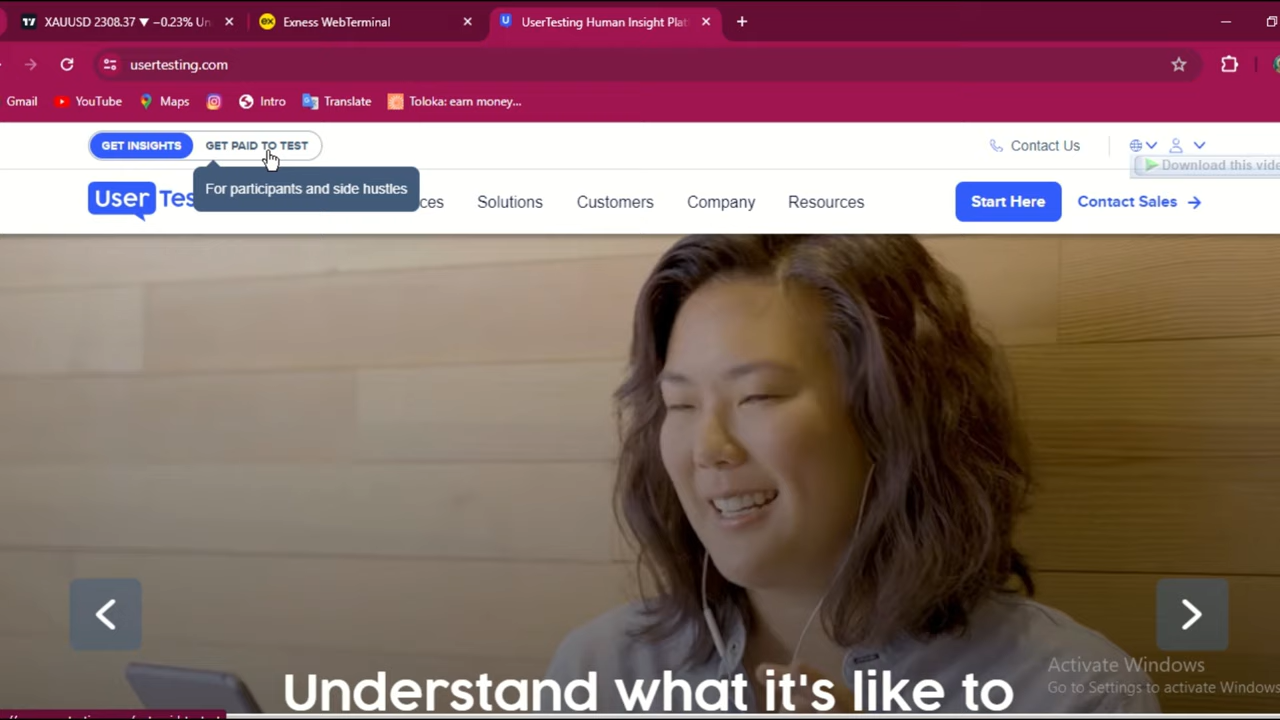 XAUUSD 2308.37 ▼ −0.23% Un
Exness WebTerminal
UserTesting Human Insight Plat
usertesting.com
Gmail YouTube Maps Intro Translate Toloka: earn money...
GET INSIGHTS GET PAID TO TEST
Contact Us
Download this vide
For participants and side hustles
User Tes
ces Solutions Customers Company Resources
Start Here Contact Sales →
Understand what it's like to
Activate Windows
Go to Settings to activate Windows